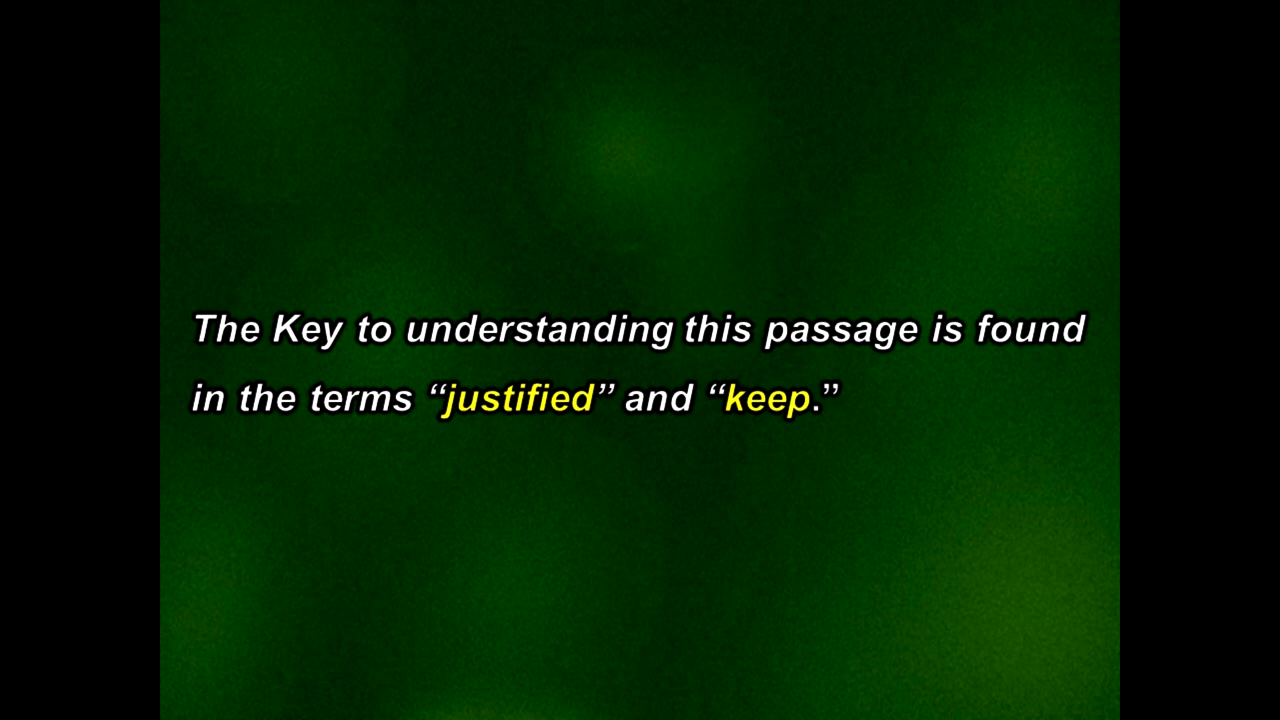 The Key to understanding this passage is found
in the terms “justified” and “keep.”